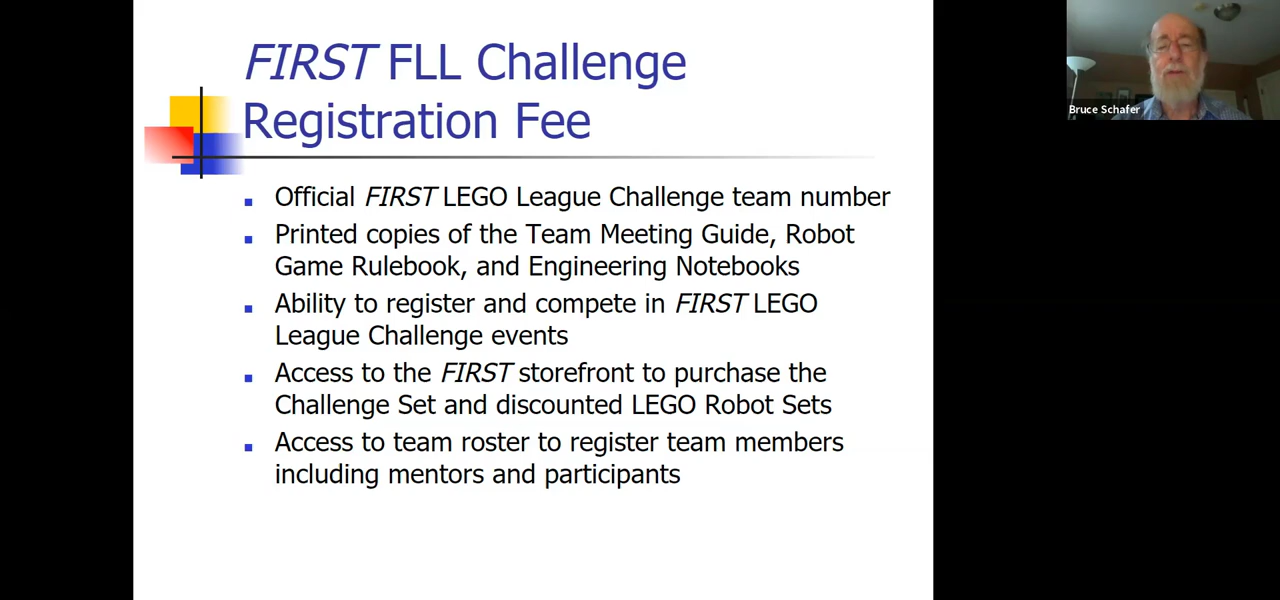 FIRST FLL Challenge
Registration Fee
Official FIRST LEGO League Challenge team number
Printed copies of the Team Meeting Guide, Robot
Game Rulebook, and Engineering Notebooks
Ability to register and compete in FIRST LEGO
League Challenge events
Access to the FIRST storefront to purchase the
Challenge Set and discounted LEGO Robot Sets
Access to team roster to register team members
including mentors and participants
Bruce Schafer